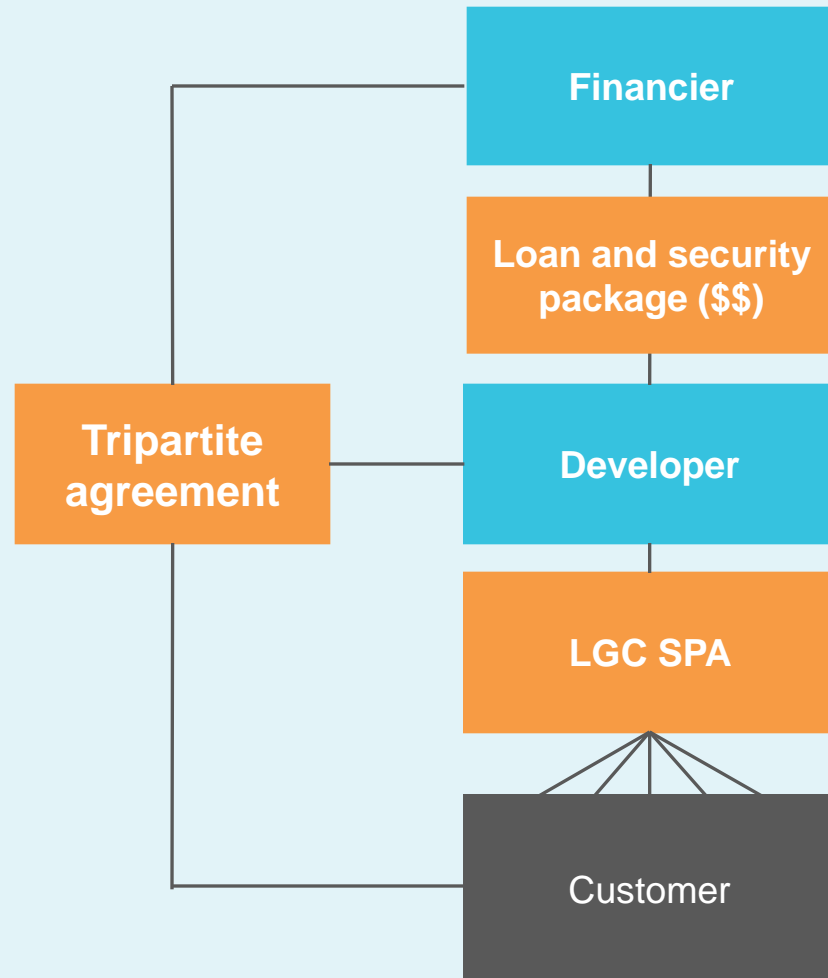 Financier
Loan and security
package ($$)
Tripartite
agreement
Developer
LGC SPA
Customer